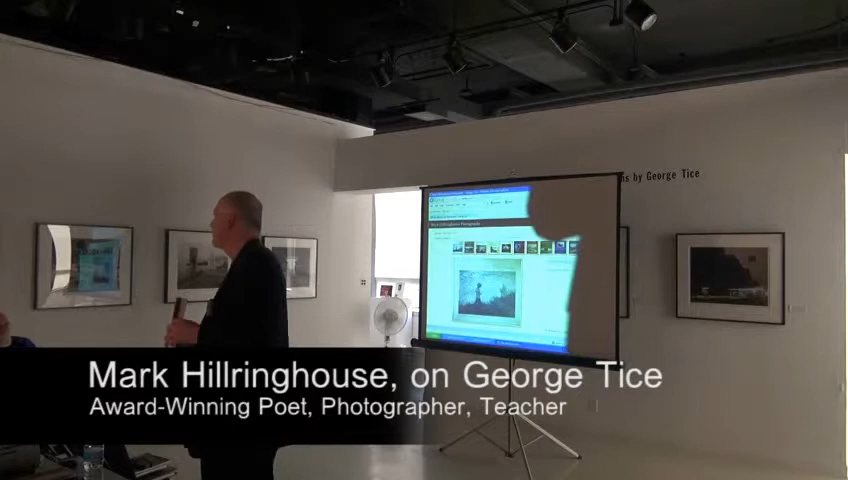 ns by George Tice
Mark Hillringhouse, on George Tice
Award-Winning Poet, Photographer, Teacher